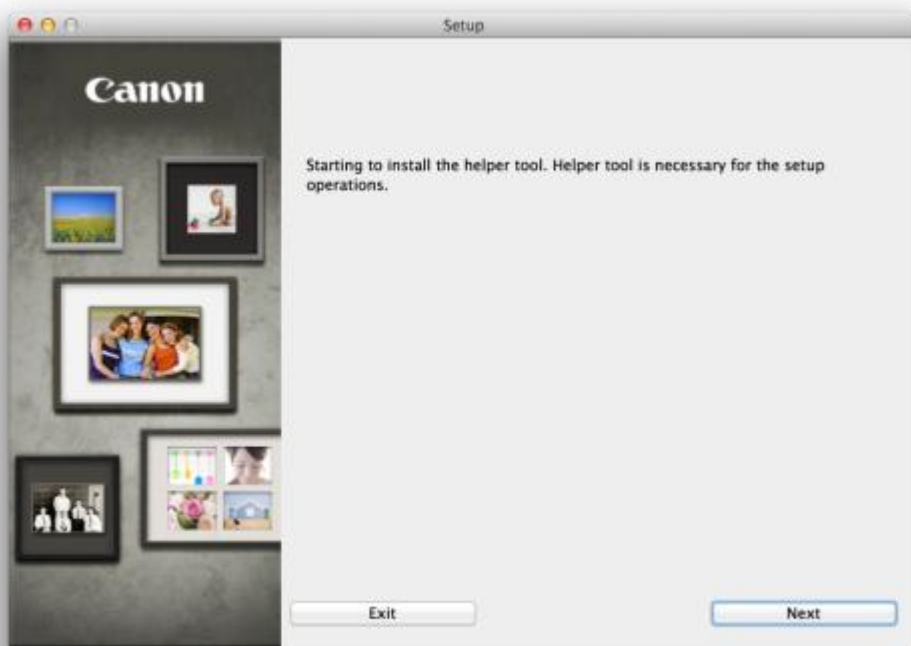 Setup
Canon
Starting to install the helper tool. Helper tool is necessary for the setup
operations.
Exit
Next